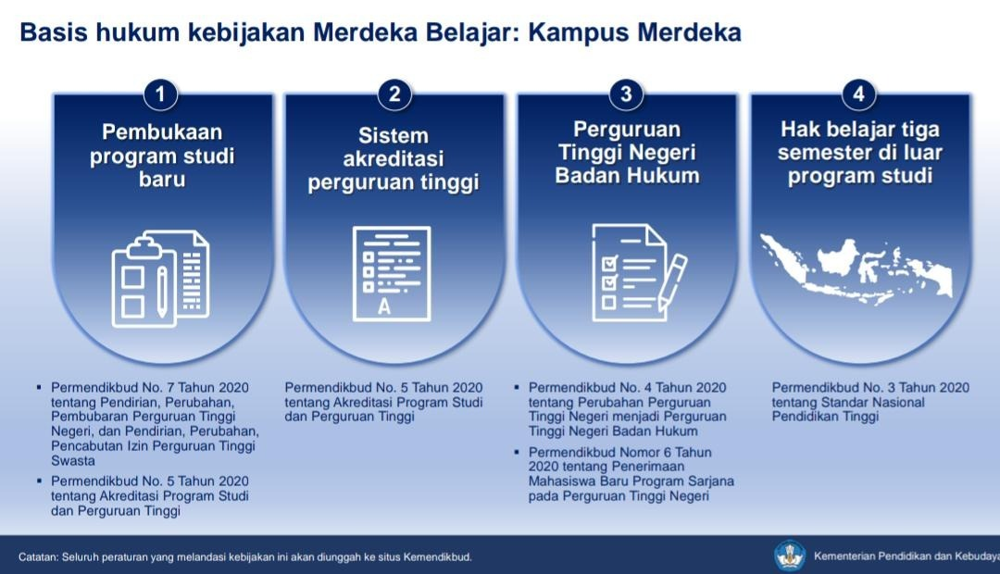 Basis hukum kebijakan Merdeka Belajar: Kampus Merdeka
1
Pembukaan
program studi
baru
▪ Permendikbud No. 7 Tahun 2020
tentang Pendirian, Perubahan,
Pembubaran Perguruan Tinggi
Negeri, dan Pendirian, Perubahan,
Pencabutan Izin Perguruan Tinggi
Swasta
▪ Permendikbud No. 5 Tahun 2020
tentang Akreditasi Program Studi
dan Perguruan Tinggi
2
Sistem
akreditasi
perguruan tinggi
A
Permendikbud No. 5 Tahun 2020
tentang Akreditasi Program Studi
dan Perguruan Tinggi
3
Perguruan
Tinggi Negeri
Badan Hukum
▪ Permendikbud No. 4 Tahun 2020
tentang Perubahan Perguruan
Tinggi Negeri menjadi Perguruan
Tinggi Negeri Badan Hukum
▪ Permendikbud Nomor 6 Tahun
2020 tentang Penerimaan
Mahasiswa Baru Program Sarjana
pada Perguruan Tinggi Negeri
4
Hak belajar tiga
semester di luar
program studi
Permendikbud No. 3 Tahun 2020
tentang Standar Nasional
Pendidikan Tinggi
Catatan: Seluruh peraturan yang melandasi kebijakan ini akan diunggah ke situs Kemendikbud.
Kementerian Pendidikan dan Kebuday